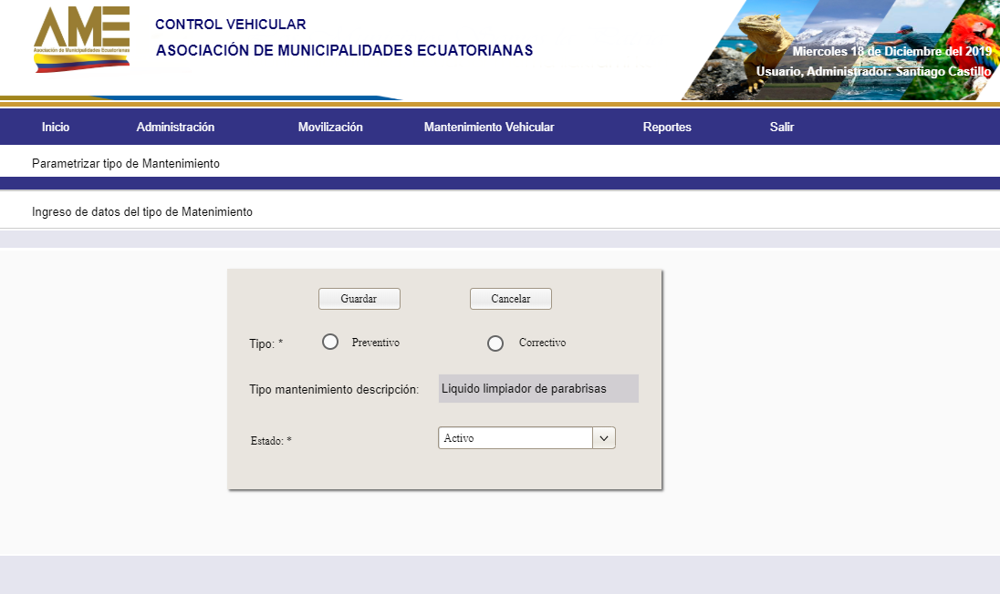 AME
Asociación de Municipalidades Ecuatorianas
CONTROL VEHICULAR
ASOCIACIÓN DE MUNICIPALIDADES ECUATORIANAS
Miercoles 18 de Diciembre del 2019
Usuario, Administrador: Santiago Castillo
Inicio Administración Movilización Mantenimiento Vehicular Reportes Salir
Parametrizar tipo de Mantenimiento
Ingreso de datos del tipo de Matenimiento
Guardar Cancelar
Tipo: * Preventivo Correctivo
Tipo mantenimiento descripción: Liquido limpiador de parabrisas
Estado: * Activo